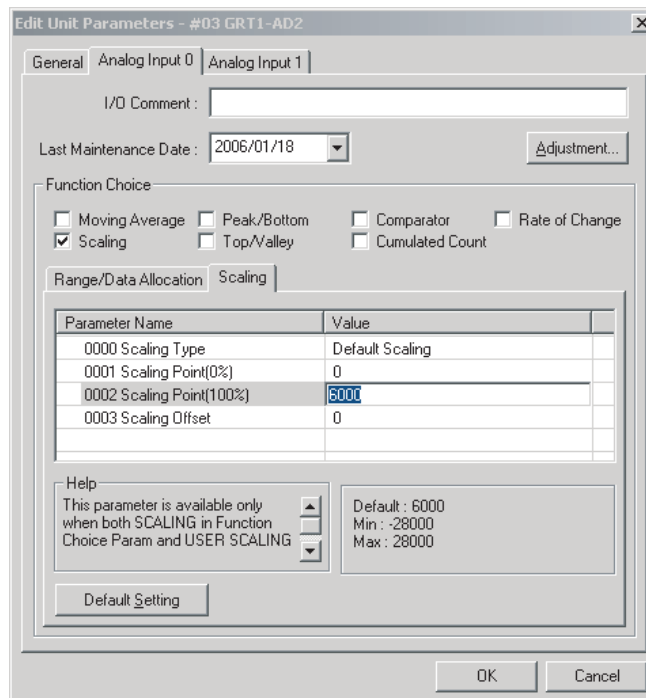 Edit Unit Parameters - #03 GRT1-AD2
General Analog Input 0 Analog Input 1
I/O Comment :
Last Maintenance Date : 2006/01/18 Adjustment...
Function Choice
Moving Average Peak/Bottom Comparator Rate of Change
Scaling Top/Valley Cumulated Count
Range/Data Allocation Scaling
Parameter Name Value
0000 Scaling Type Default Scaling
0001 Scaling Point(0%) 0
0002 Scaling Point(100%) 6000
0003 Scaling Offset 0
Help
This parameter is available only
when both SCALING in Function
Choice Param and USER SCALING
Default : 6000
Min : -28000
Max : 28000
Default Setting
OK Cancel